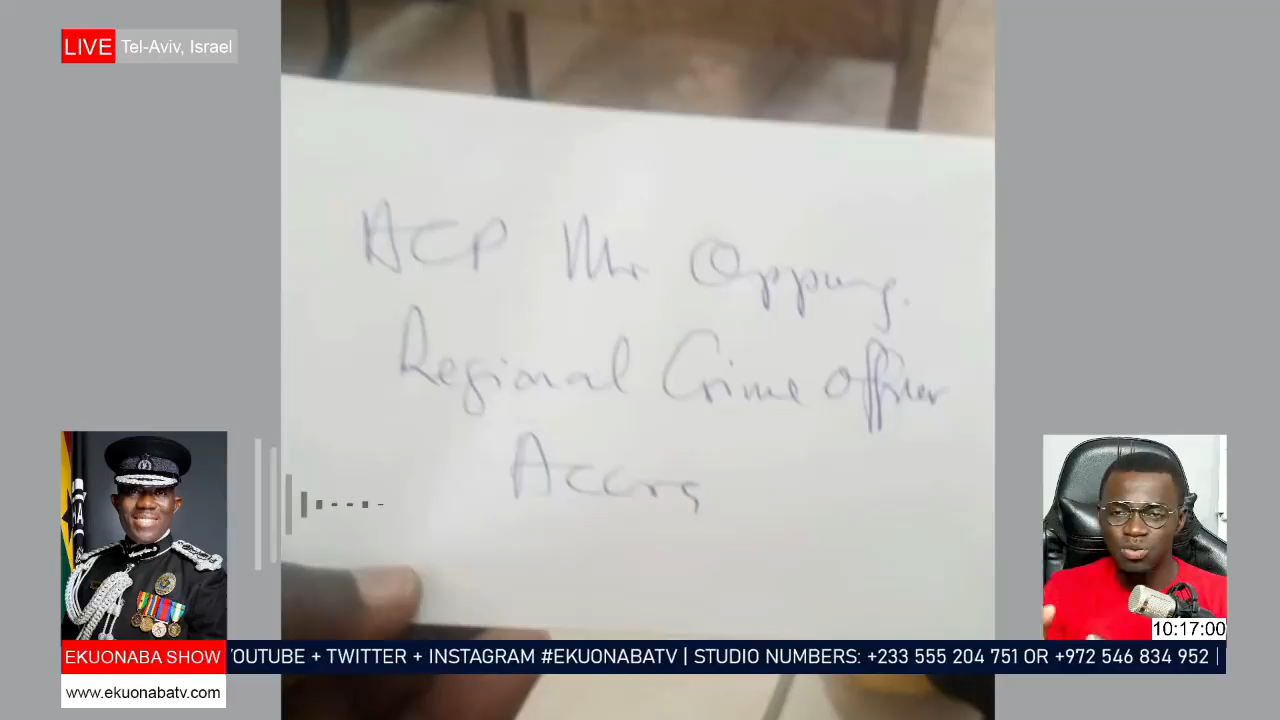 LIVE Tel-Aviv, Israel
ACP Mr Oppung.
Regional Crime Officer
Accra
10:17:00
EKUONABA SHOW YOUTUBE + TWITTER + INSTAGRAM #EKUONABATV | STUDIO NUMBERS: +233 555 204 751 OR +972 546 834 952 |
www.ekuonabatv.com